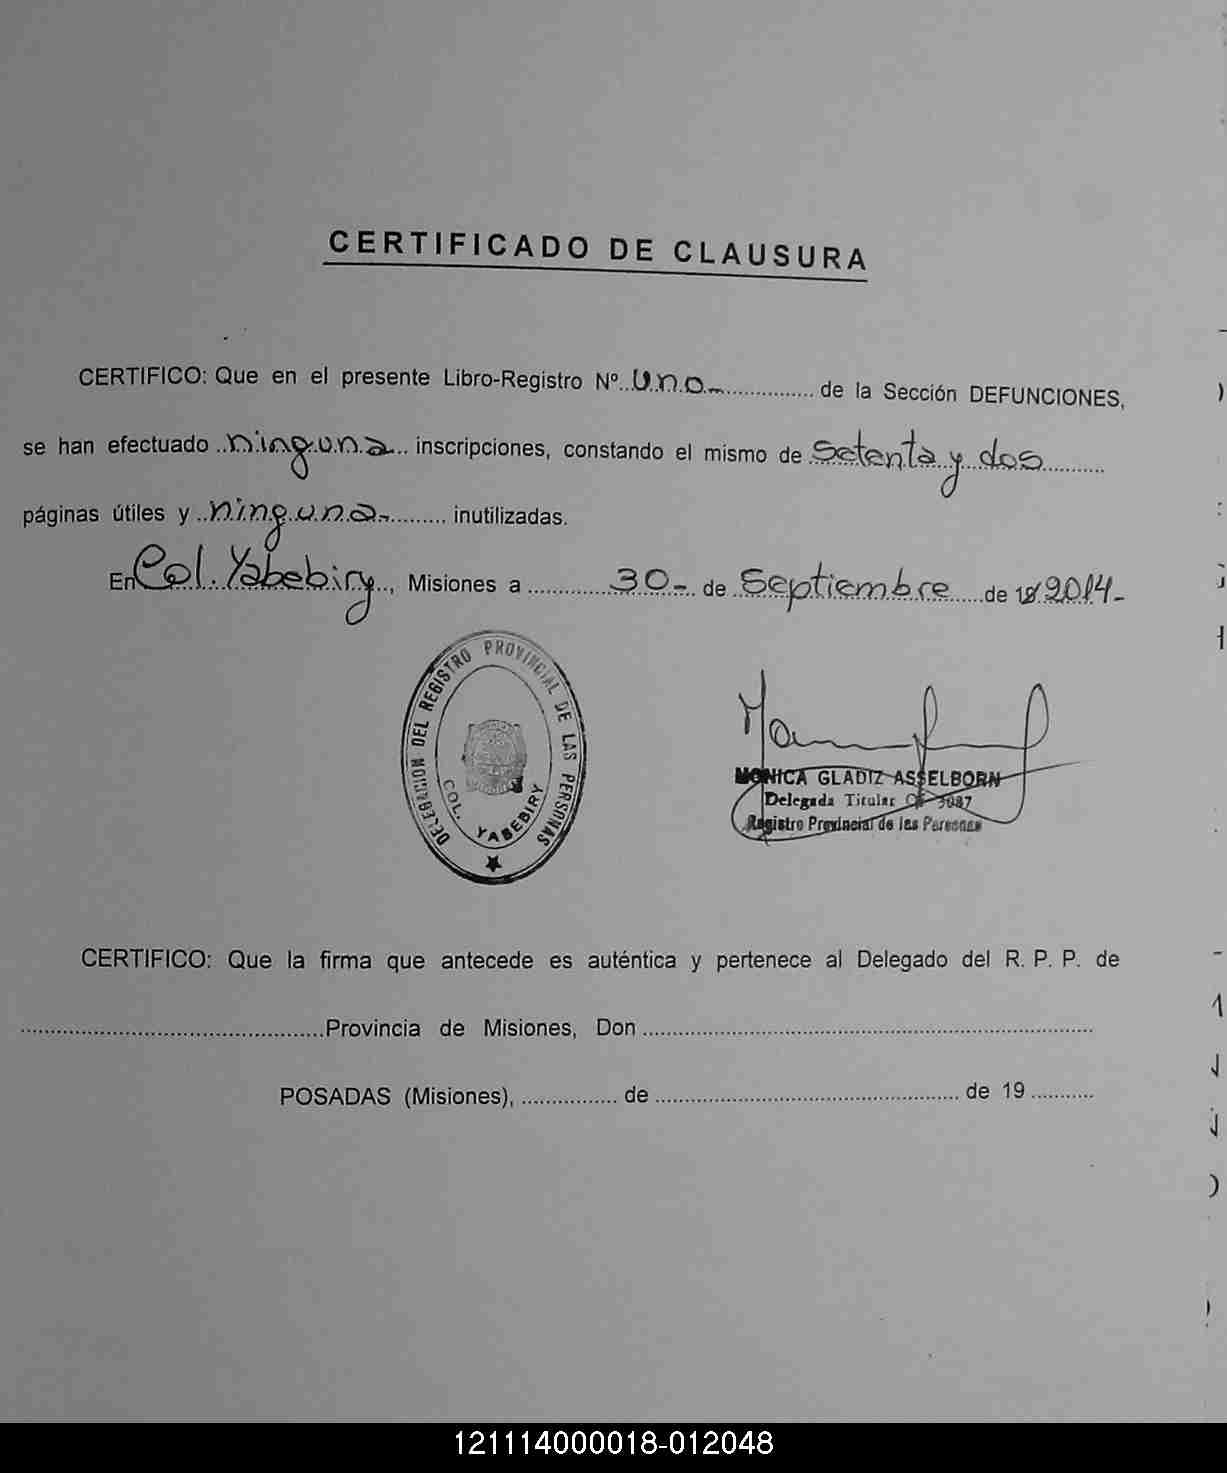 CERTIFICADO DE CLAUSURA
CERTIFICO: Que en el presente Libro-Registro Nº..Uno-............... de la Sección DEFUNCIONES,
se han efectuado ..ninguna... inscripciones, constando el mismo de Setenta y dos..........
páginas útiles y ..ninguna-.......... inutilizadas.
En Col. Yabebiry.., Misiones a ..............30.-.. de Septiembre......de 19 2014-
DELEGACION DEL REGISTRO PROVINCIAL DE LAS PERSONAS
COL. YABEBIRY
MONICA GLADIZ ASSELBORN
Delegada Titular 3087
Registro Provincial de las Personas
CERTIFICO: Que la firma que antecede es auténtica y pertenece al Delegado del R. P. P. de
..................................................Provincia de Misiones, Don ...........................................................................
POSADAS (Misiones), ................ de .................................................. de 19 ...........
121114000018-012048